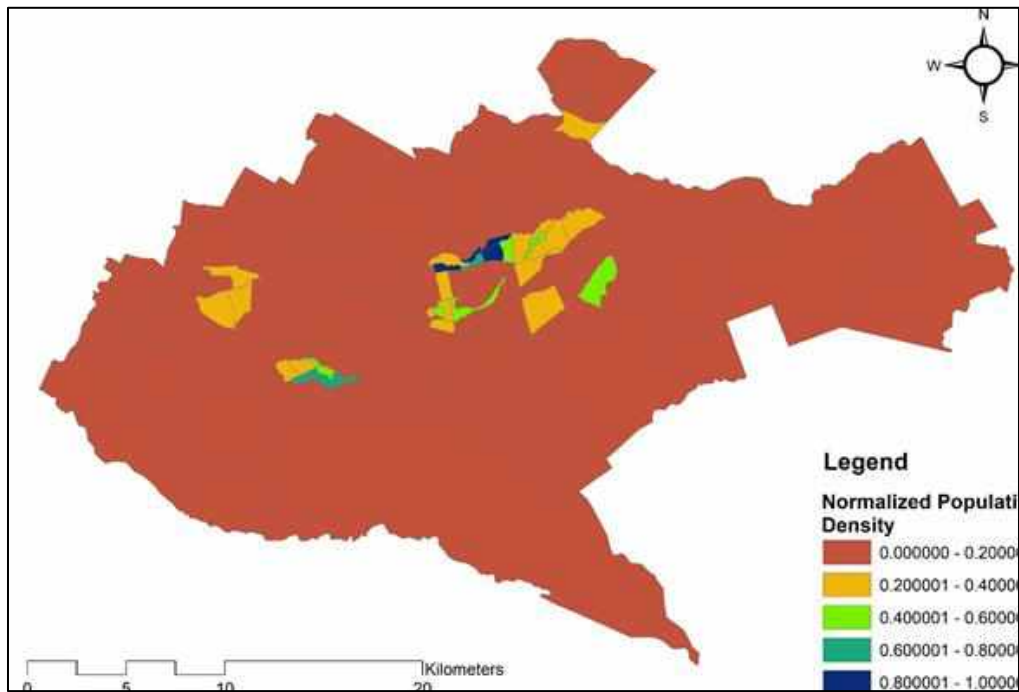 N
W
S
Legend
Normalized Populati
Density
0.000000 - 0.20000
0.200001 - 0.40000
0.400001 - 0.60000
0.600001 - 0.80000
0.800001 - 1.00000
Kilometers
0 5 10 20